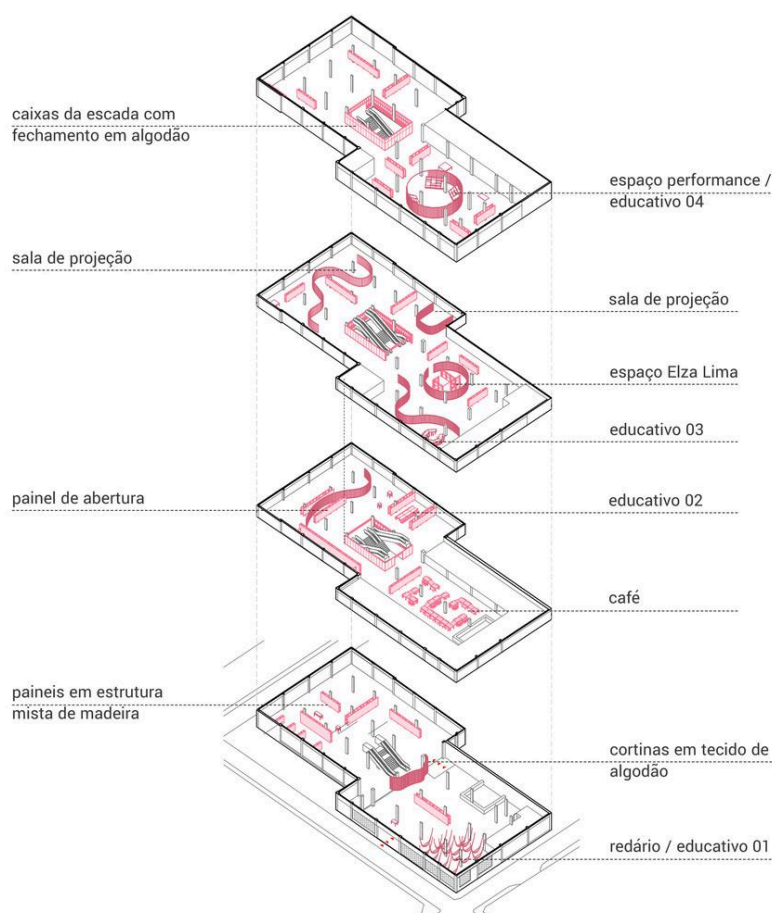 caixas da escada com
fechamento em algodão
espaço performance /
educativo 04
sala de projeção
sala de projeção
espaço Elza Lima
educativo 03
painel de abertura
educativo 02
café
paineis em estrutura
mista de madeira
cortinas em tecido de
algodão
redário / educativo 01